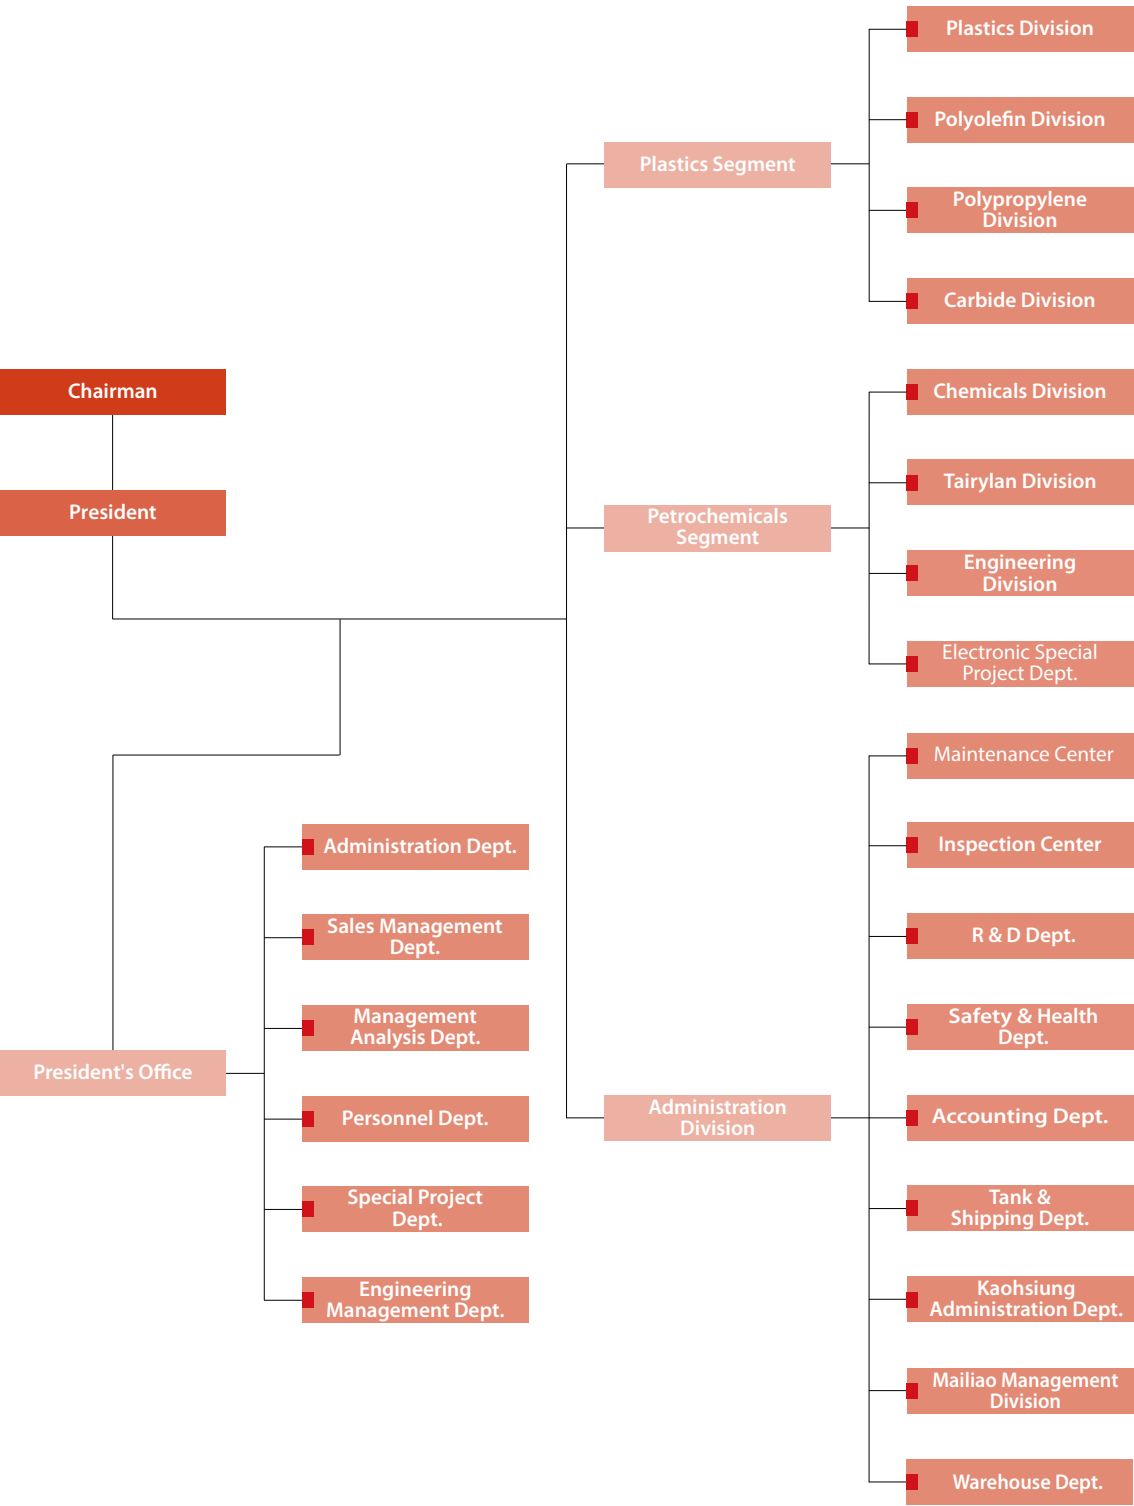 Chairman
President
President's Office
Administration Dept.
Sales Management
Dept.
Management
Analysis Dept.
Personnel Dept.
Special Project
Dept.
Engineering
Management Dept.
Plastics Segment
Plastics Division
Polyolefin Division
Polypropylene
Division
Carbide Division
Petrochemicals
Segment
Chemicals Division
Tairylan Division
Engineering
Division
Electronic Special
Project Dept.
Administration
Division
Maintenance Center
Inspection Center
R & D Dept.
Safety & Health
Dept.
Accounting Dept.
Tank &
Shipping Dept.
Kaohsiung
Administration Dept.
Mailiao Management
Division
Warehouse Dept.